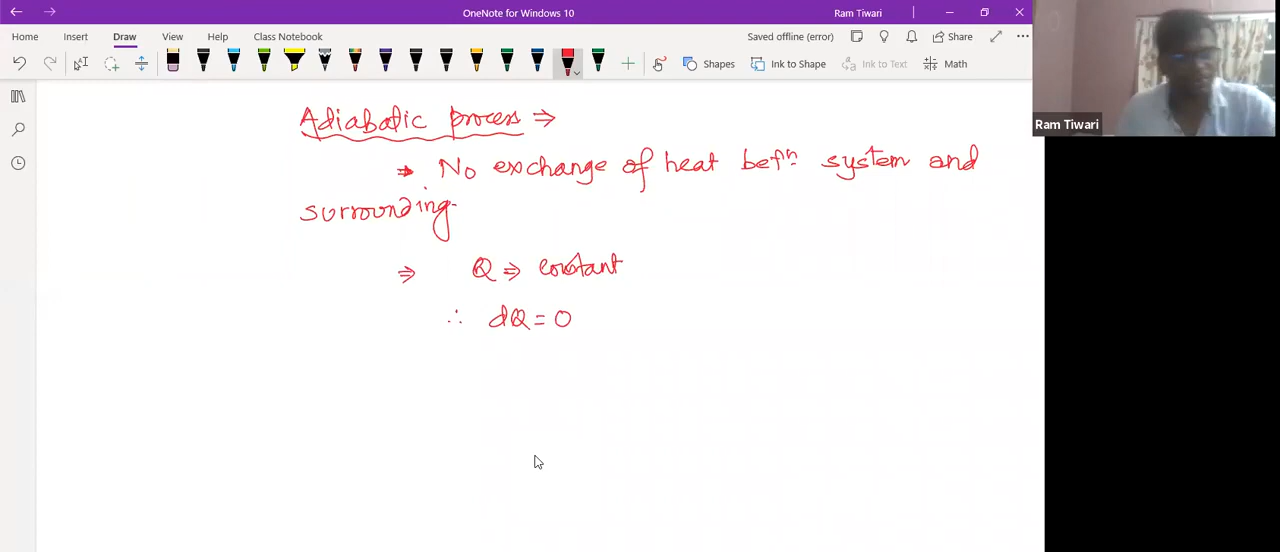 OneNote for Windows 10
Ram Tiwari
Home Insert Draw View Help Class Notebook
Saved offline (error) Share
Shapes Ink to Shape Ink to Text Math
Ram Tiwari
Adiabatic process ⇒
→ No exchange of heat betn system and
surrounding.
⇒ Q ⇒ constant
∴ dQ = 0